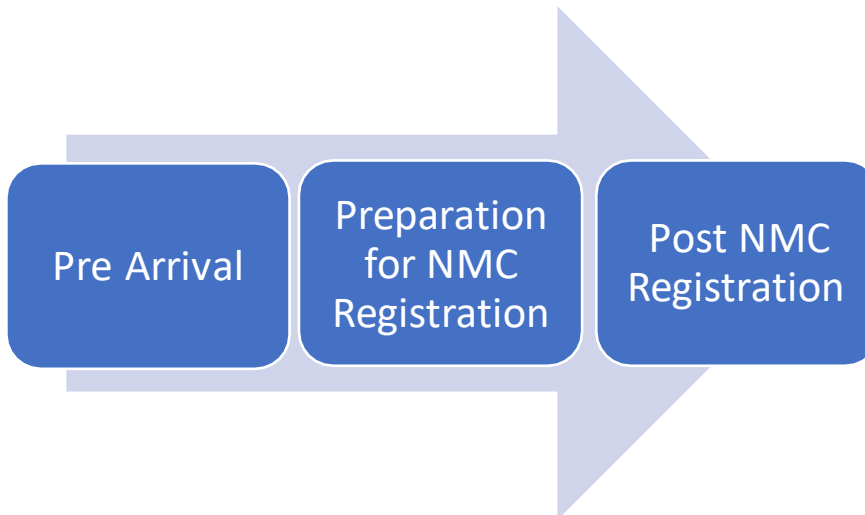 Pre Arrival
Preparation
for NMC
Registration
Post NMC
Registration